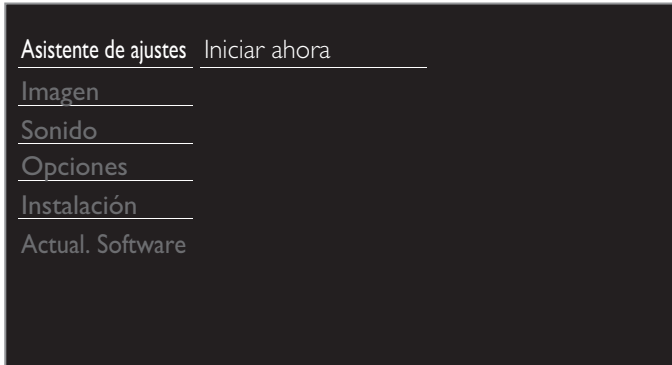 Asistente de ajustes Iniciar ahora
Imagen
Sonido
Opciones
Instalación
Actual. Software